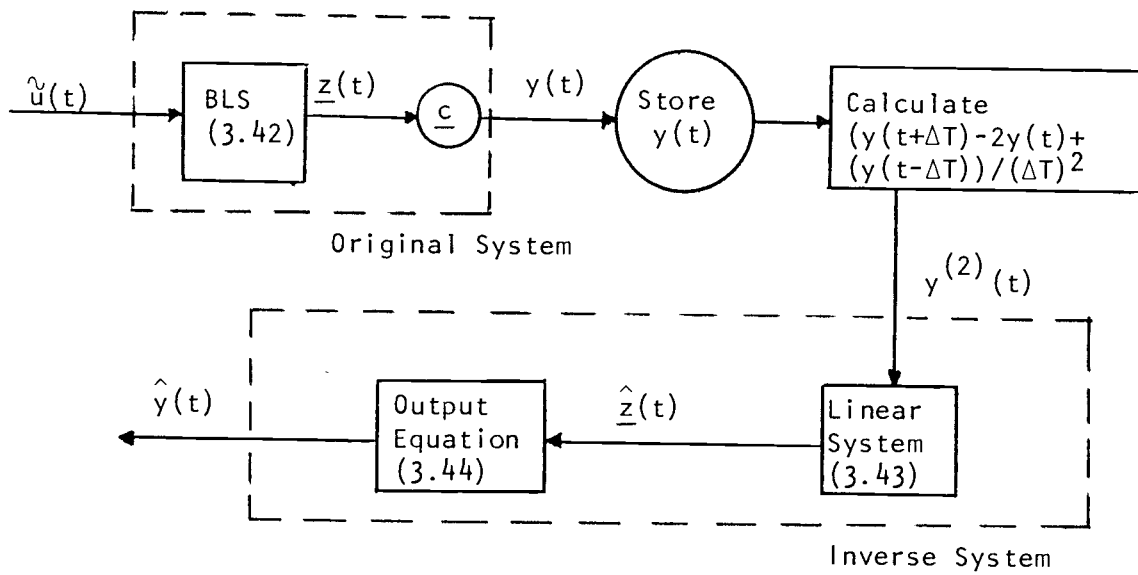 ũ(t)
BLS
(3.42)
z(t)
c
y(t)
Store
y(t)
Calculate
(y(t+ΔT)-2y(t)+
(y(t-ΔT))/(ΔT)²
Original System
y⁽²⁾(t)
ŷ(t)
Output
Equation
(3.44)
ẑ(t)
Linear
System
(3.43)
Inverse System